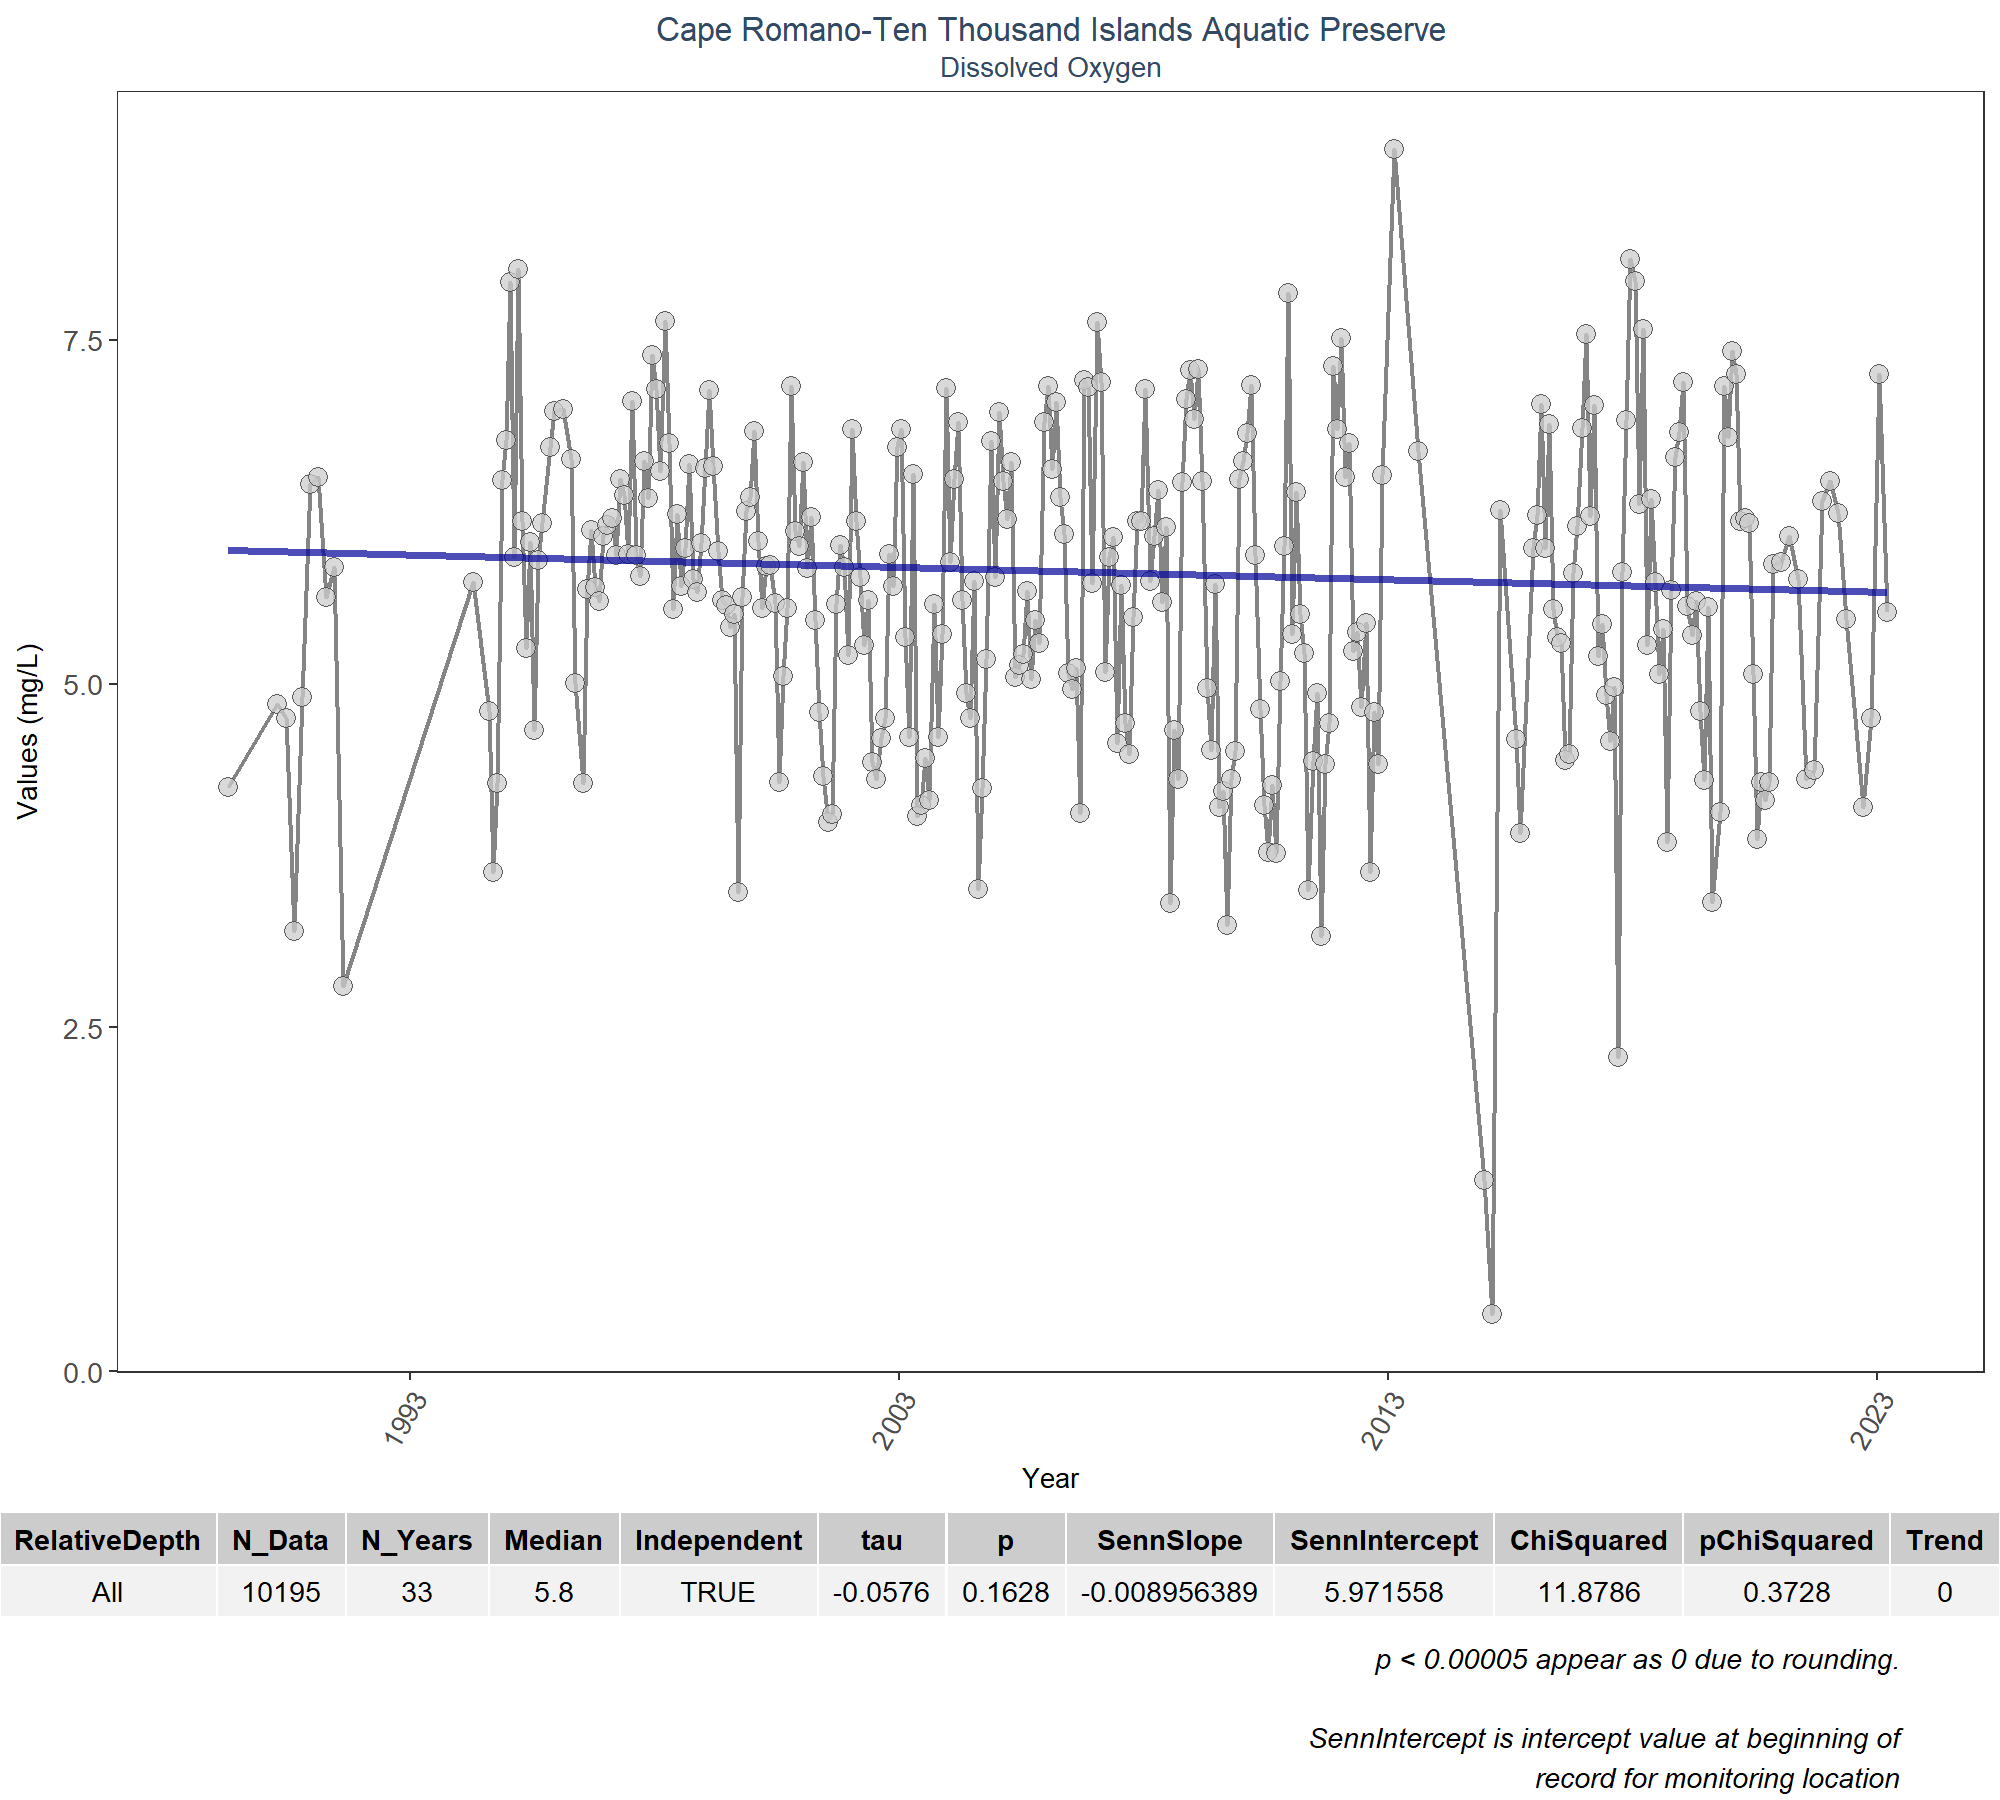 Cape Romano-Ten Thousand Islands Aquatic Preserve
Dissolved Oxygen
Values (mg/L)
7.5
5.0
2.5
0.0
1993 2003 2013 2023
Year
RelativeDepth N_Data N_Years Median Independent tau p SennSlope SennIntercept ChiSquared pChiSquared Trend
All 10195 33 5.8 TRUE -0.0576 0.1628 -0.008956389 5.971558 11.8786 0.3728 0
p < 0.00005 appear as 0 due to rounding.
SennIntercept is intercept value at beginning of
record for monitoring location